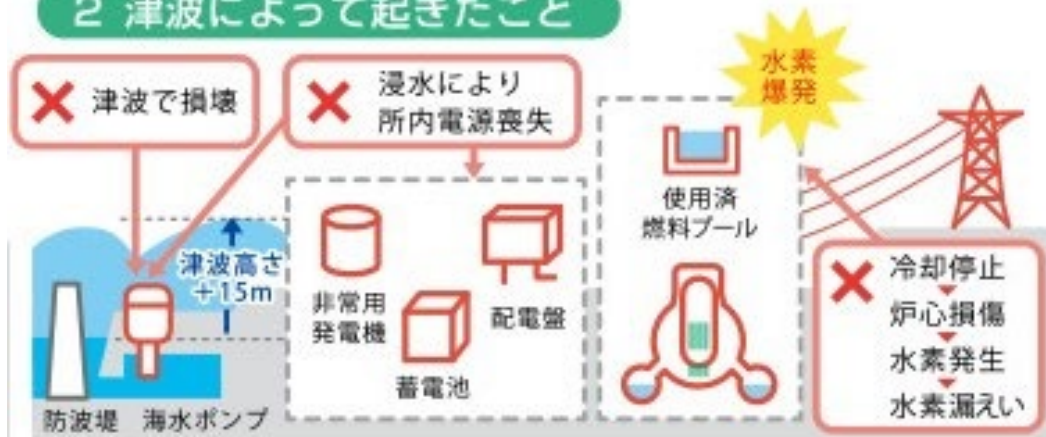 2 津波によって起きたこと
津波で損壊
浸水により
所内電源喪失
水素
爆発
津波高さ
+15m
非常用
発電機
配電盤
蓄電池
使用済
燃料プール
冷却停止
炉心損傷
水素発生
水素漏えい
防波堤
海水ポンプ